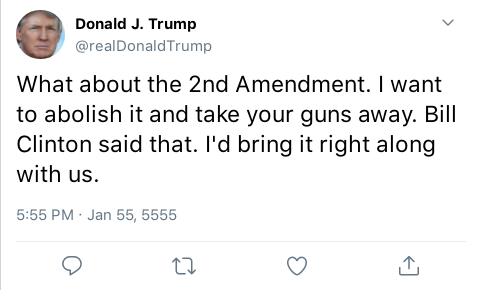 Donald J. Trump
@realDonaldTrump
What about the 2nd Amendment. I want
to abolish it and take your guns away. Bill
Clinton said that. I'd bring it right along
with us.
5:55 PM · Jan 55, 5555